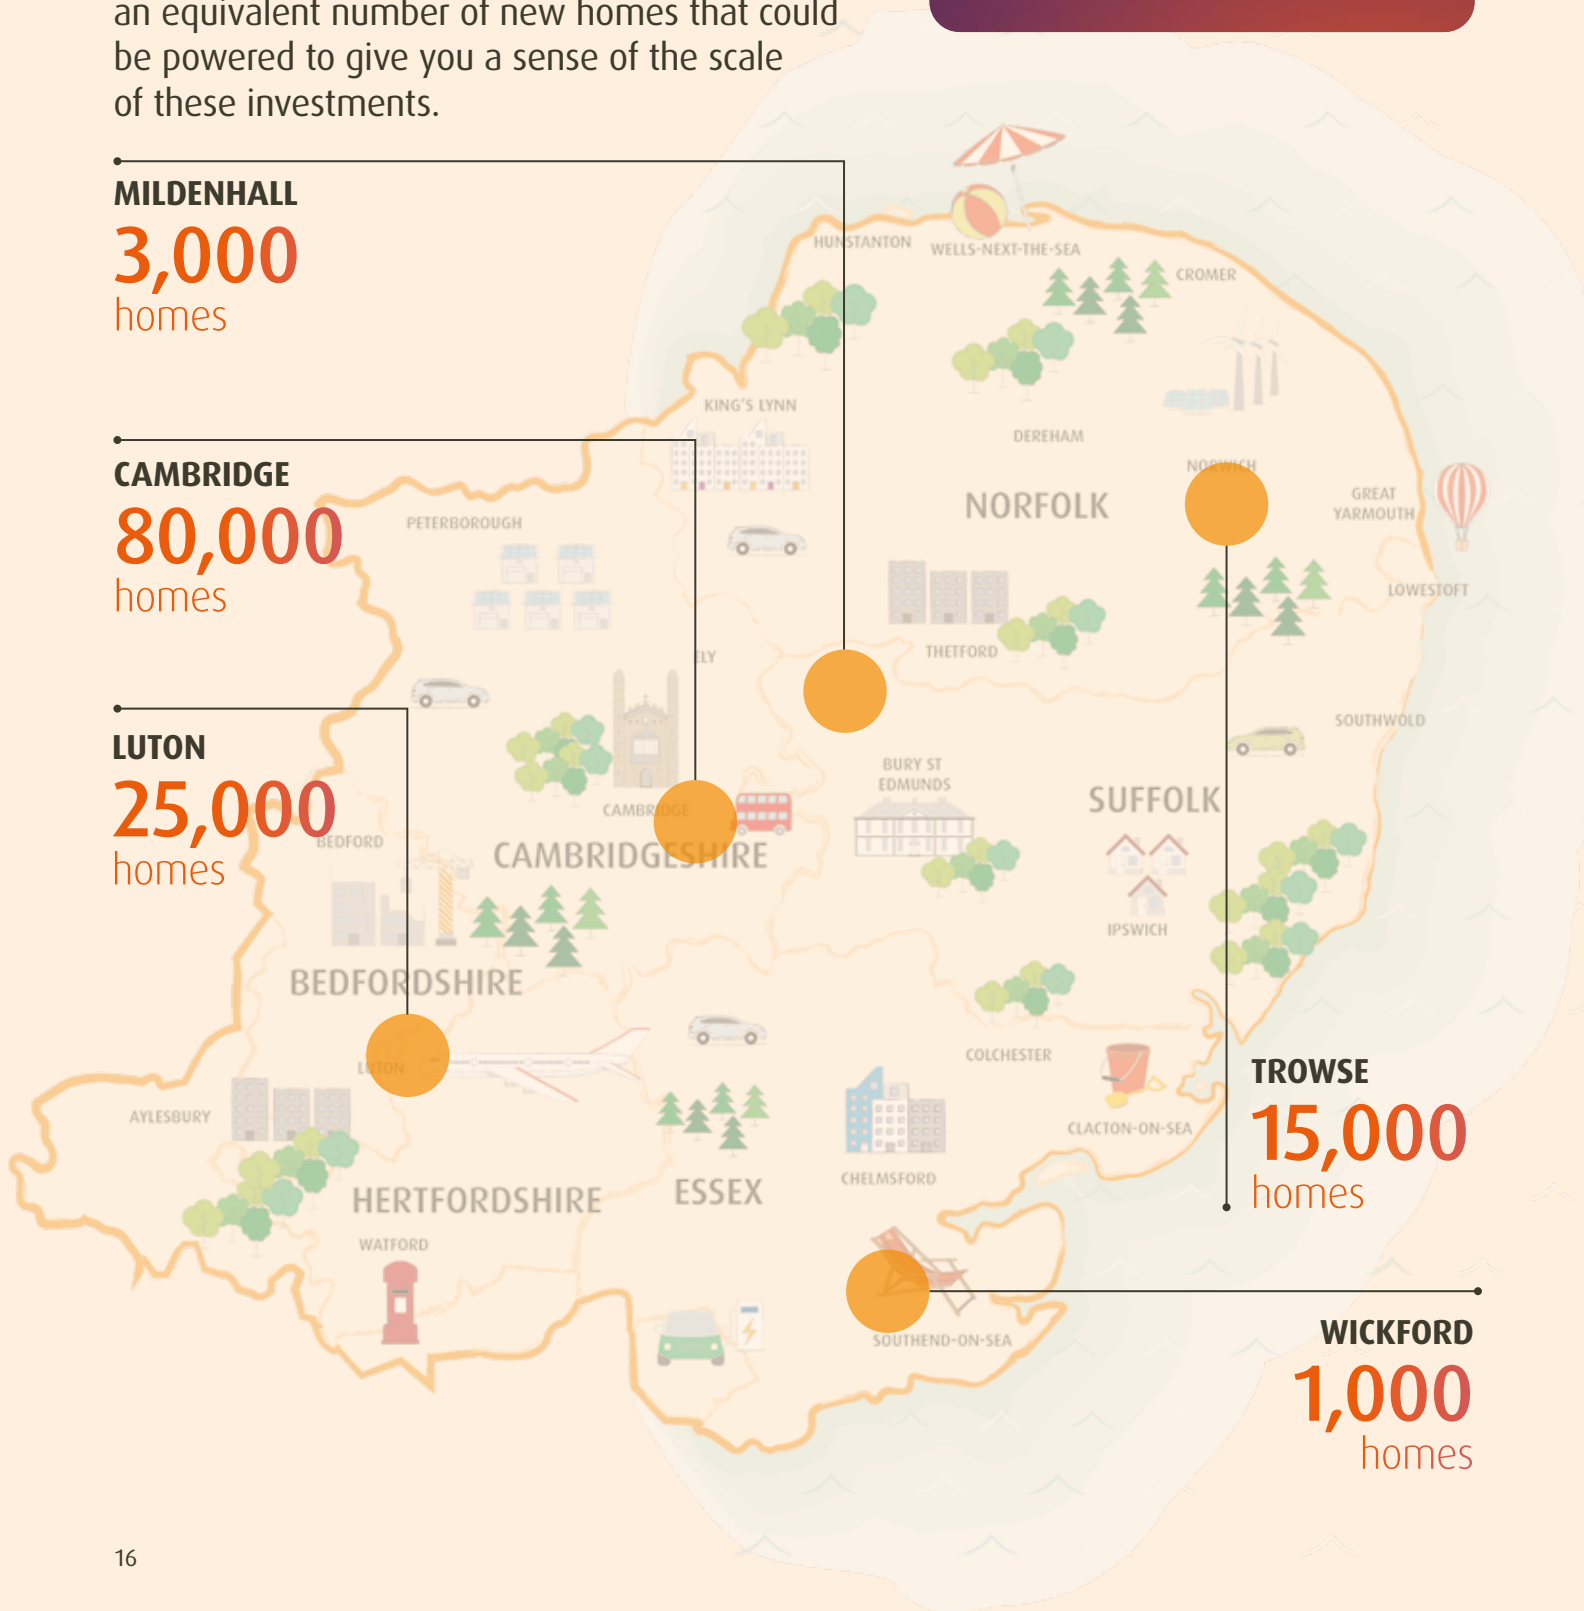 an equivalent number of new homes that could
be powered to give you a sense of the scale
of these investments.
MILDENHALL
3,000
homes
CAMBRIDGE
80,000
homes
LUTON
25,000
homes
HUNSTANTON
WELLS-NEXT-THE-SEA
CROMER
KING'S LYNN
DEREHAM
NORWICH
NORFOLK
GREAT
YARMOUTH
PETERBOROUGH
LOWESTOFT
THETFORD
ELY
SOUTHWOLD
BURY ST
EDMUNDS
SUFFOLK
CAMBRIDGE
CAMBRIDGESHIRE
BEDFORD
IPSWICH
BEDFORDSHIRE
COLCHESTER
LUTON
AYLESBURY
CLACTON-ON-SEA
CHELMSFORD
ESSEX
HERTFORDSHIRE
WATFORD
SOUTHEND-ON-SEA
TROWSE
15,000
homes
WICKFORD
1,000
homes
16